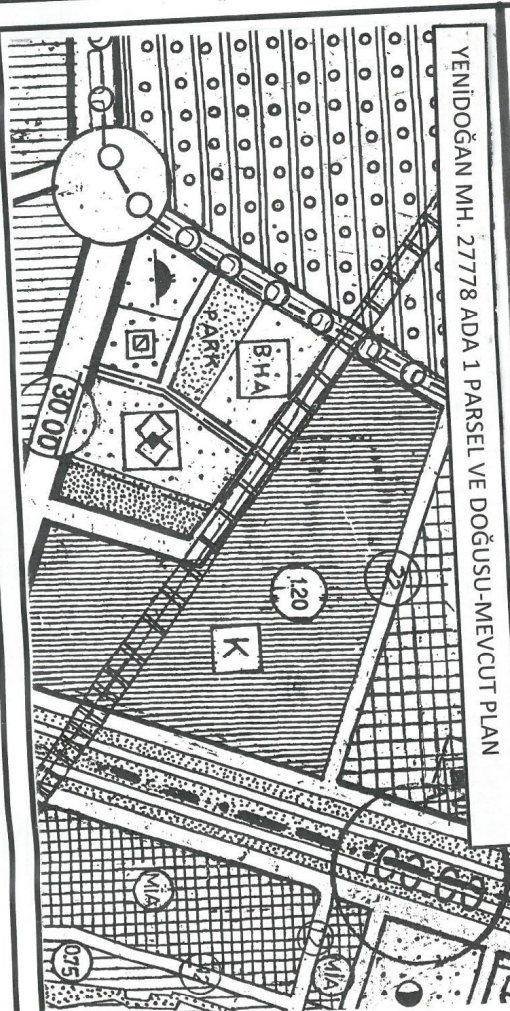 YENİDOĞAN MH. 27778 ADA 1 PARSEL VE DOĞUSU-MEVCUT PLAN
PARK
BHA
30.00
1.20
K
MİA
MİA
0.75